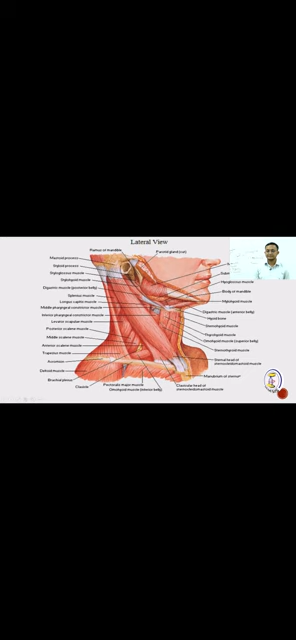 Lateral View
Ramus of mandible
Parotid gland (cut)
Mastoid process
Styloid process
Styloglossus muscle
Stylohyoid muscle
Digastric muscle (posterior belly)
Splenius muscle
Longus capitis muscle
Middle pharyngeal constrictor muscle
Inferior pharyngeal constrictor muscle
Levator scapulae muscle
Posterior scalene muscle
Middle scalene muscle
Anterior scalene muscle
Trapezius muscle
Acromion
Deltoid muscle
Brachial plexus
Clavicle
Pectoralis major muscle
Omohyoid muscle (inferior belly)
Clavicular head of
sternocleidomastoid muscle
Hyoglossus muscle
Body of mandible
Mylohyoid muscle
Digastric muscle (anterior belly)
Hyoid bone
Sternohyoid muscle
Thyrohyoid muscle
Omohyoid muscle (superior belly)
Sternothyroid muscle
Sternal head of
sternocleidomastoid muscle
Manubrium of sternum